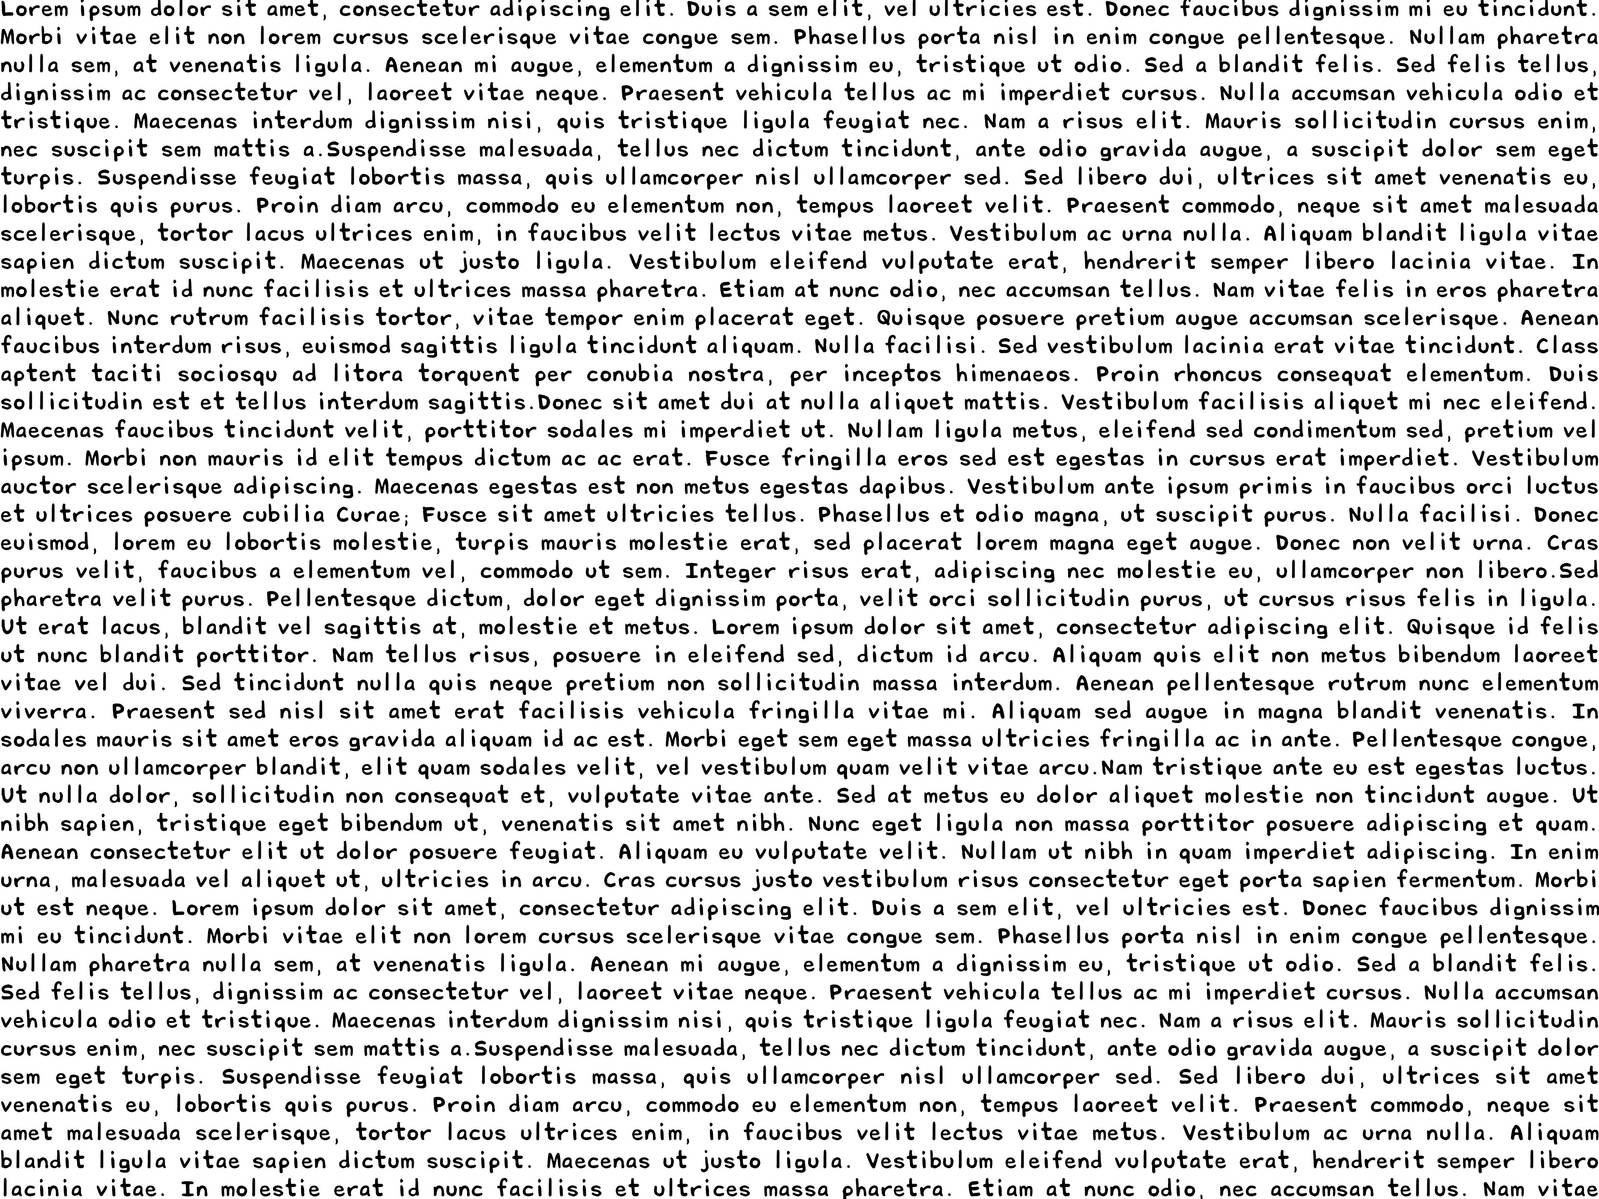 Lorem ipsum dolor sit amet, consectetur adipiscing elit. Duis a sem elit, vel ultricies est. Donec faucibus dignissim mi eu tincidunt.
Morbi vitae elit non lorem cursus scelerisque vitae congue sem. Phasellus porta nisl in enim congue pellentesque. Nullam pharetra
nulla sem, at venenatis ligula. Aenean mi augue, elementum a dignissim eu, tristique ut odio. Sed a blandit felis. Sed felis tellus,
dignissim ac consectetur vel, laoreet vitae neque. Praesent vehicula tellus ac mi imperdiet cursus. Nulla accumsan vehicula odio et
tristique. Maecenas interdum dignissim nisi, quis tristique ligula feugiat nec. Nam a risus elit. Mauris sollicitudin cursus enim,
nec suscipit sem mattis a.Suspendisse malesuada, tellus nec dictum tincidunt, ante odio gravida augue, a suscipit dolor sem eget
turpis. Suspendisse feugiat lobortis massa, quis ullamcorper nisl ullamcorper sed. Sed libero dui, ultrices sit amet venenatis eu,
lobortis quis purus. Proin diam arcu, commodo eu elementum non, tempus laoreet velit. Praesent commodo, neque sit amet malesuada
scelerisque, tortor lacus ultrices enim, in faucibus velit lectus vitae metus. Vestibulum ac urna nulla. Aliquam blandit ligula vitae
sapien dictum suscipit. Maecenas ut justo ligula. Vestibulum eleifend vulputate erat, hendrerit semper libero lacinia vitae. In
molestie erat id nunc facilisis et ultrices massa pharetra. Etiam at nunc odio, nec accumsan tellus. Nam vitae felis in eros pharetra
aliquet. Nunc rutrum facilisis tortor, vitae tempor enim placerat eget. Quisque posuere pretium augue accumsan scelerisque. Aenean
faucibus interdum risus, euismod sagittis ligula tincidunt aliquam. Nulla facilisi. Sed vestibulum lacinia erat vitae tincidunt. Class
aptent taciti sociosqu ad litora torquent per conubia nostra, per inceptos himenaeos. Proin rhoncus consequat elementum. Duis
sollicitudin est et tellus interdum sagittis.Donec sit amet dui at nulla aliquet mattis. Vestibulum facilisis aliquet mi nec eleifend.
Maecenas faucibus tincidunt velit, porttitor sodales mi imperdiet ut. Nullam ligula metus, eleifend sed condimentum sed, pretium vel
ipsum. Morbi non mauris id elit tempus dictum ac ac erat. Fusce fringilla eros sed est egestas in cursus erat imperdiet. Vestibulum
auctor scelerisque adipiscing. Maecenas egestas est non metus egestas dapibus. Vestibulum ante ipsum primis in faucibus orci luctus
et ultrices posuere cubilia Curae; Fusce sit amet ultricies tellus. Phasellus et odio magna, ut suscipit purus. Nulla facilisi. Donec
euismod, lorem eu lobortis molestie, turpis mauris molestie erat, sed placerat lorem magna eget augue. Donec non velit urna. Cras
purus velit, faucibus a elementum vel, commodo ut sem. Integer risus erat, adipiscing nec molestie eu, ullamcorper non libero.Sed
pharetra velit purus. Pellentesque dictum, dolor eget dignissim porta, velit orci sollicitudin purus, ut cursus risus felis in ligula.
Ut erat lacus, blandit vel sagittis at, molestie et metus. Lorem ipsum dolor sit amet, consectetur adipiscing elit. Quisque id felis
ut nunc blandit porttitor. Nam tellus risus, posuere in eleifend sed, dictum id arcu. Aliquam quis elit non metus bibendum laoreet
vitae vel dui. Sed tincidunt nulla quis neque pretium non sollicitudin massa interdum. Aenean pellentesque rutrum nunc elementum
viverra. Praesent sed nisl sit amet erat facilisis vehicula fringilla vitae mi. Aliquam sed augue in magna blandit venenatis. In
sodales mauris sit amet eros gravida aliquam id ac est. Morbi eget sem eget massa ultricies fringilla ac in ante. Pellentesque congue,
arcu non ullamcorper blandit, elit quam sodales velit, vel vestibulum quam velit vitae arcu.Nam tristique ante eu est egestas luctus.
Ut nulla dolor, sollicitudin non consequat et, vulputate vitae ante. Sed at metus eu dolor aliquet molestie non tincidunt augue. Ut
nibh sapien, tristique eget bibendum ut, venenatis sit amet nibh. Nunc eget ligula non massa porttitor posuere adipiscing et quam.
Aenean consectetur elit ut dolor posuere feugiat. Aliquam eu vulputate velit. Nullam ut nibh in quam imperdiet adipiscing. In enim
urna, malesuada vel aliquet ut, ultricies in arcu. Cras cursus justo vestibulum risus consectetur eget porta sapien fermentum. Morbi
ut est neque. Lorem ipsum dolor sit amet, consectetur adipiscing elit. Duis a sem elit, vel ultricies est. Donec faucibus dignissim
mi eu tincidunt. Morbi vitae elit non lorem cursus scelerisque vitae congue sem. Phasellus porta nisl in enim congue pellentesque.
Nullam pharetra nulla sem, at venenatis ligula. Aenean mi augue, elementum a dignissim eu, tristique ut odio. Sed a blandit felis.
Sed felis tellus, dignissim ac consectetur vel, laoreet vitae neque. Praesent vehicula tellus ac mi imperdiet cursus. Nulla accumsan
vehicula odio et tristique. Maecenas interdum dignissim nisi, quis tristique ligula feugiat nec. Nam a risus elit. Mauris sollicitudin
cursus enim, nec suscipit sem mattis a.Suspendisse malesuada, tellus nec dictum tincidunt, ante odio gravida augue, a suscipit dolor
sem eget turpis. Suspendisse feugiat lobortis massa, quis ullamcorper nisl ullamcorper sed. Sed libero dui, ultrices sit amet
venenatis eu, lobortis quis purus. Proin diam arcu, commodo eu elementum non, tempus laoreet velit. Praesent commodo, neque sit
amet malesuada scelerisque, tortor lacus ultrices enim, in faucibus velit lectus vitae metus. Vestibulum ac urna nulla. Aliquam
blandit ligula vitae sapien dictum suscipit. Maecenas ut justo ligula. Vestibulum eleifend vulputate erat, hendrerit semper libero
lacinia vitae. In molestie erat id nunc facilisis et ultrices massa pharetra. Etiam at nunc odio, nec accumsan tellus. Nam vitae